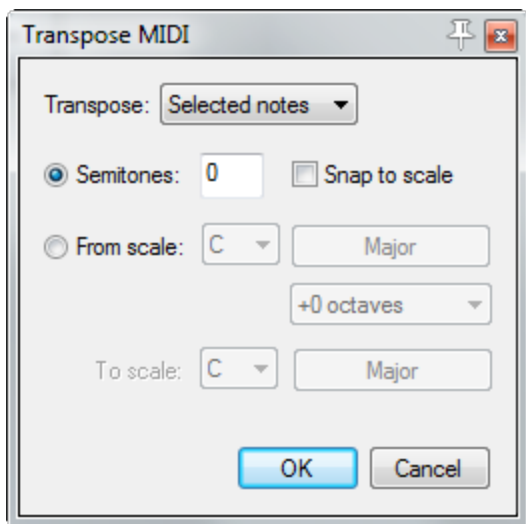 Transpose MIDI
Transpose: Selected notes
Semitones: 0 Snap to scale
From scale: C Major
+0 octaves
To scale: C Major
OK Cancel